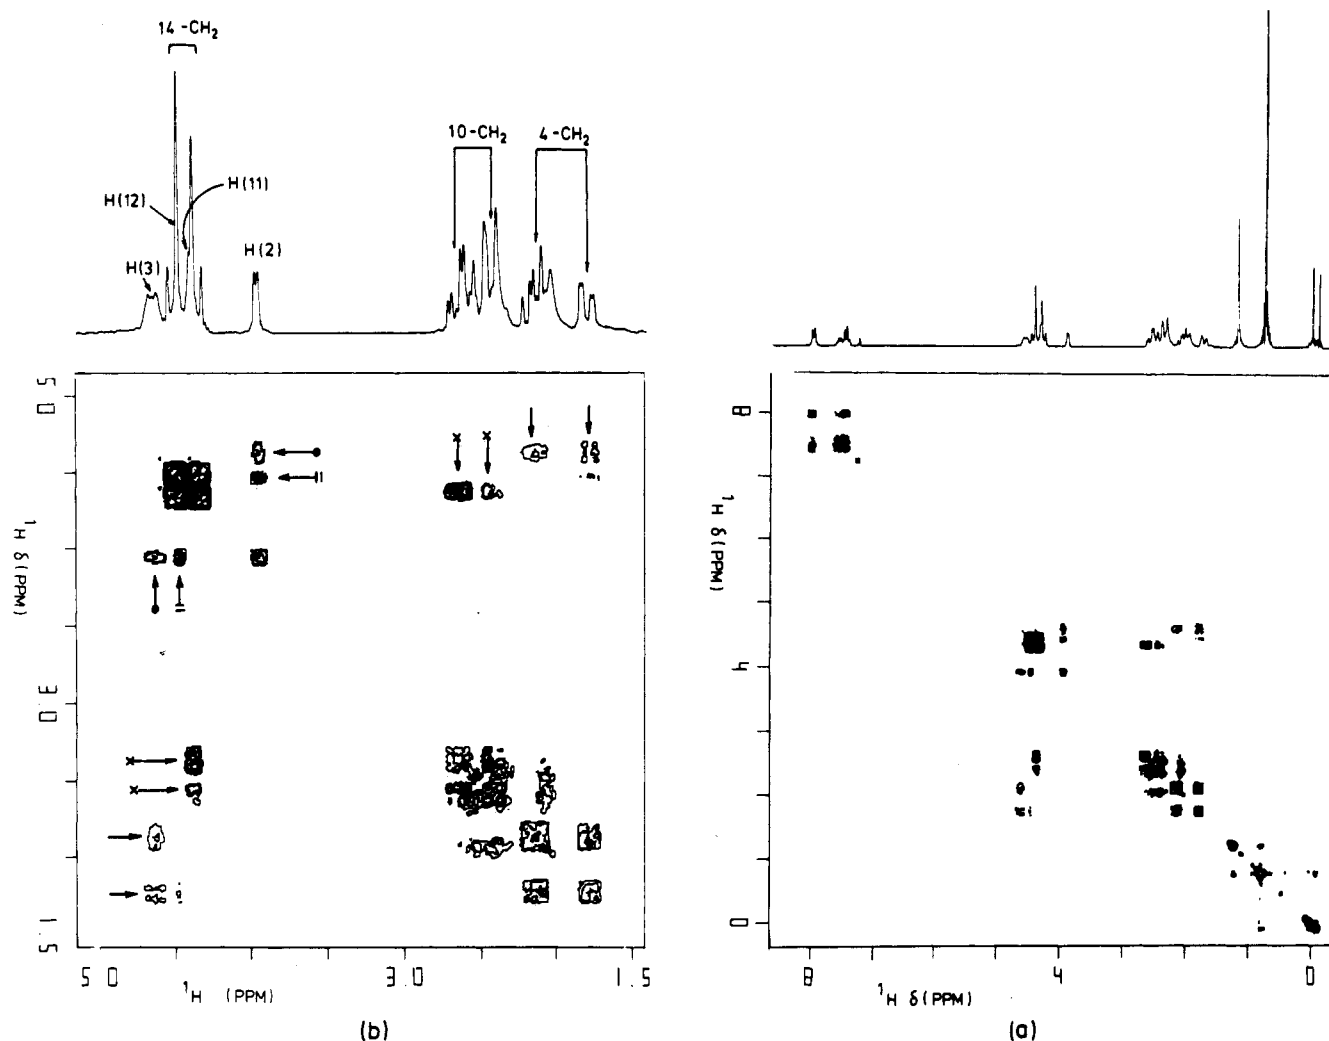 14-CH₂
10-CH₂
4-CH₂
H(11)
H(12)
H(2)
H(3)
5.0
3.0
1.5
¹H δ(PPM)
5.0
3.0
1.5
¹H (PPM)
(b)
8
4
0
¹H δ(PPM)
8
4
0
¹H δ(PPM)
(a)